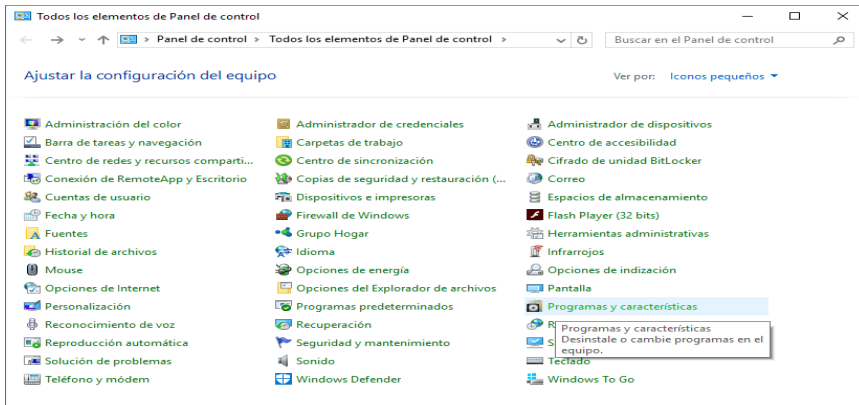 Todos los elementos de Panel de control
Panel de control > Todos los elementos de Panel de control >
Buscar en el Panel de control
Ajustar la configuración del equipo
Ver por: Iconos pequeños
Administración del color
Administrador de credenciales
Administrador de dispositivos
Barra de tareas y navegación
Carpetas de trabajo
Centro de accesibilidad
Centro de redes y recursos comparti...
Centro de sincronización
Cifrado de unidad BitLocker
Conexión de RemoteApp y Escritorio
Copias de seguridad y restauración (...
Correo
Cuentas de usuario
Dispositivos e impresoras
Espacios de almacenamiento
Fecha y hora
Firewall de Windows
Flash Player (32 bits)
Fuentes
Grupo Hogar
Herramientas administrativas
Historial de archivos
Idioma
Infrarrojos
Mouse
Opciones de energía
Opciones de indización
Opciones de Internet
Opciones del Explorador de archivos
Pantalla
Personalización
Programas predeterminados
Programas y características
Reconocimiento de voz
Recuperación
R
Programas y características
Desinstale o cambie programas en el
equipo.
Reproducción automática
Seguridad y mantenimiento
S
Solución de problemas
Sonido
Teclado
Teléfono y módem
Windows Defender
Windows To Go